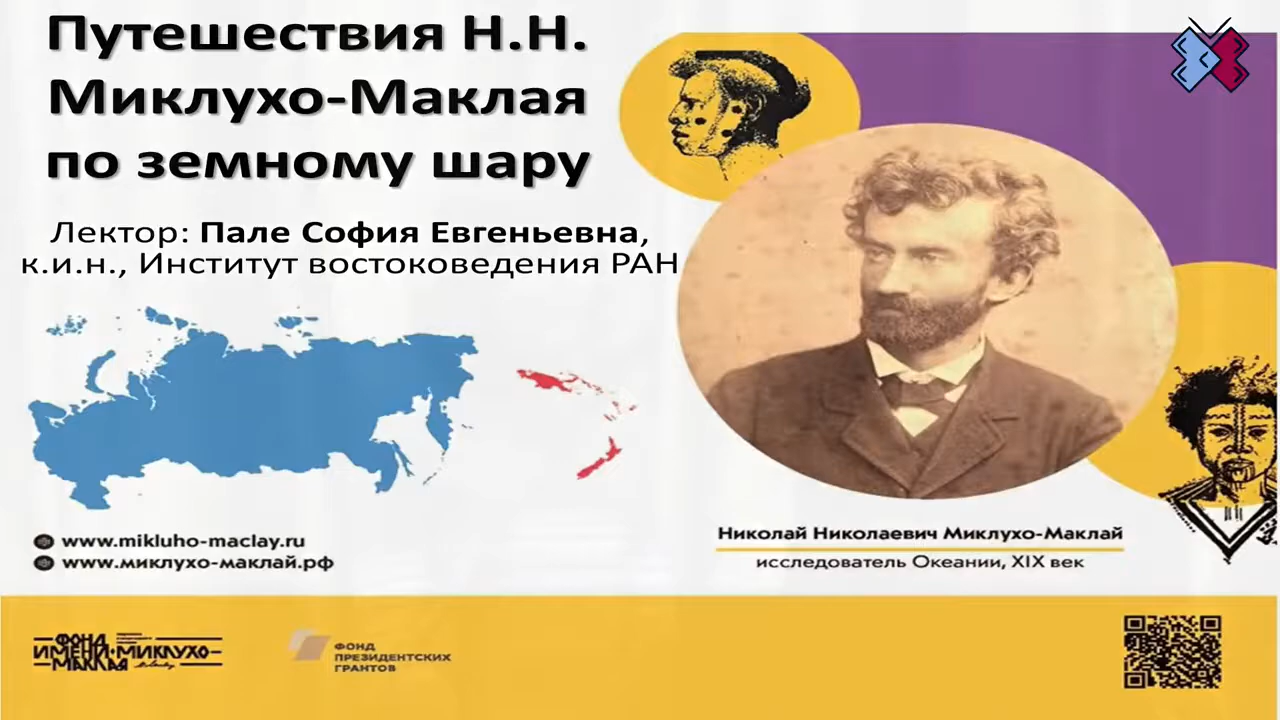 Путешествия Н.Н.
Миклухо-Маклая
по земному шару
Лектор: Пале София Евгеньевна,
к.и.н., Институт востоковедения РАН
www.mikluho-maclay.ru
www.миклухо-маклай.рф
Николай Николаевич Миклухо-Маклай
исследователь Океании, XIX век
ФОНД
ИМЕНИ МИКЛУХО-
МАКЛАЯ
ФОНД
ПРЕЗИДЕНТСКИХ
ГРАНТОВ